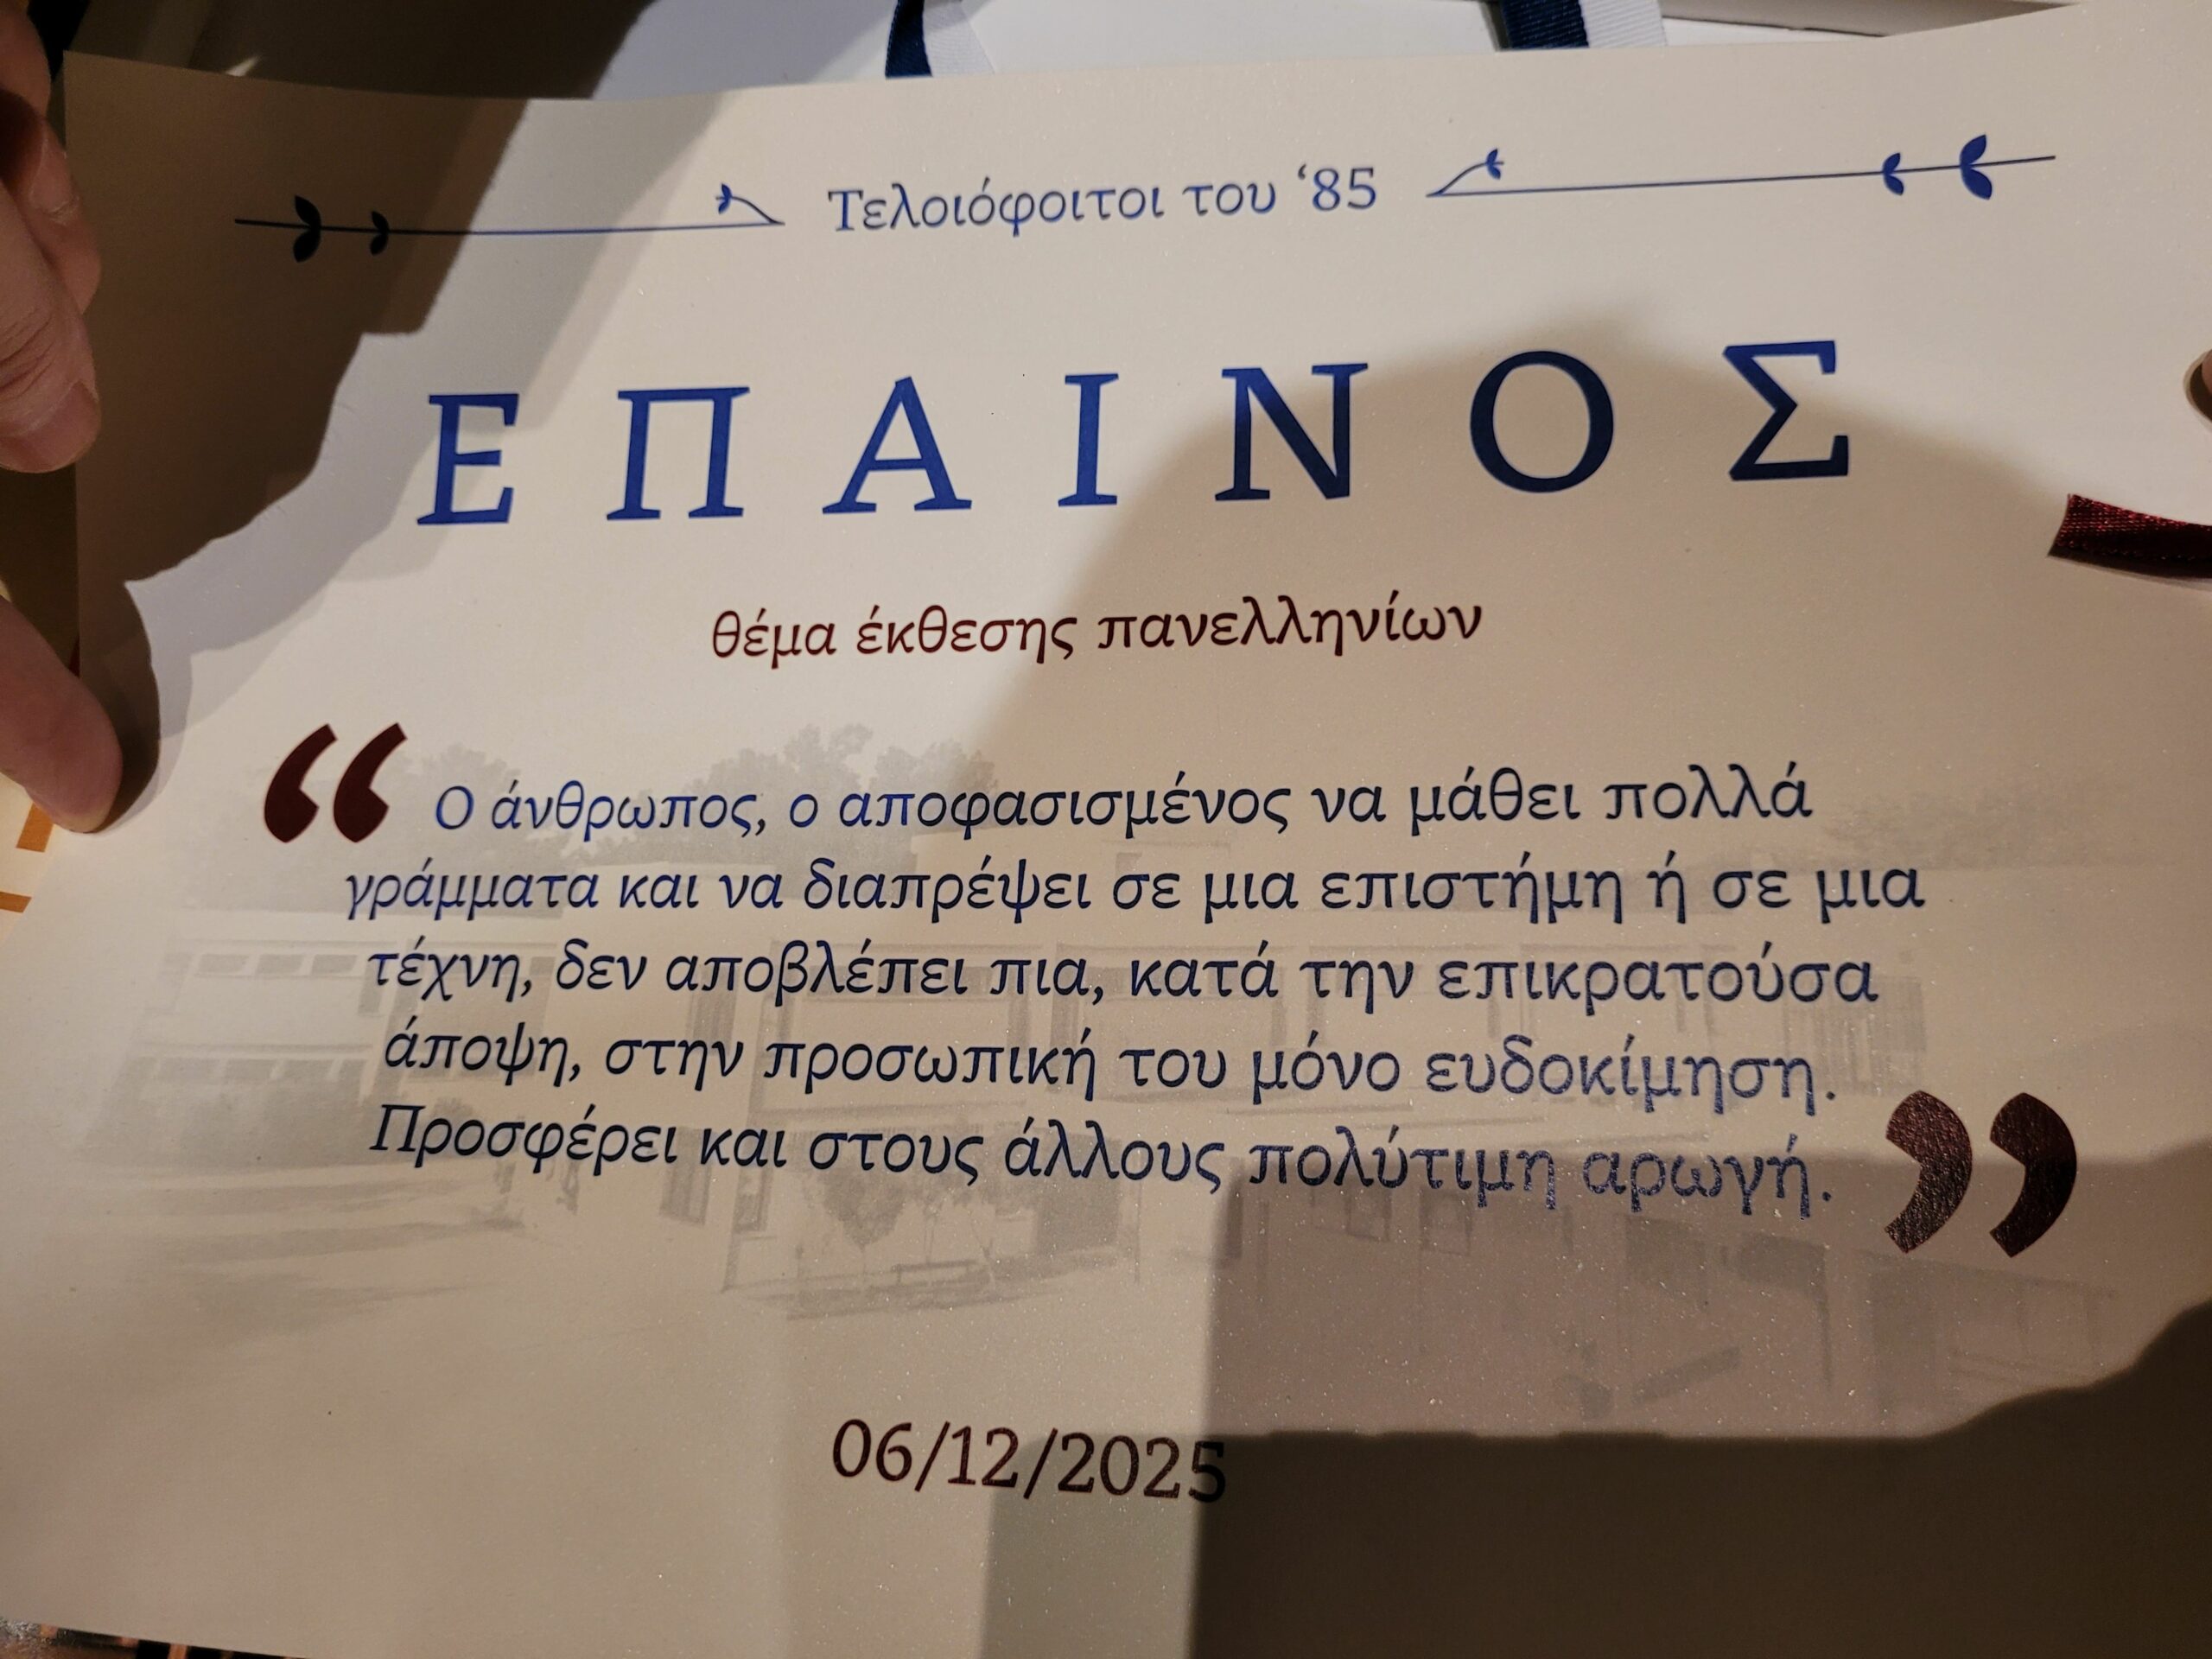 Τελοιόφοιτοι του ‘85
ΕΠΑΙΝΟΣ
θέμα έκθεσης πανελληνίων
“Ο άνθρωπος, ο αποφασισμένος να μάθει πολλά
γράμματα και να διαπρέψει σε μια επιστήμη ή σε μια
τέχνη, δεν αποβλέπει πια, κατά την επικρατούσα
άποψη, στην προσωπική του μόνο ευδοκίμηση.
Προσφέρει και στους άλλους πολύτιμη αρωγή.”
06/12/2025